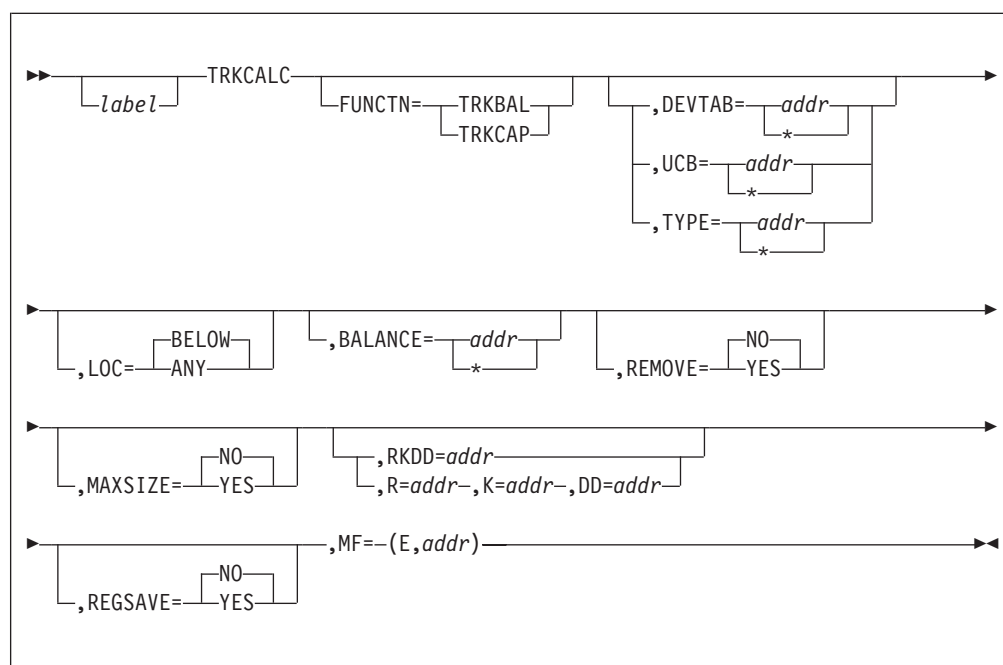 TRKCALC
label FUNCTN= TRKBAL ,DEVTAB= addr
TRKCAP *
,UCB= addr
*
,TYPE= addr
*
BELOW NO
,LOC= ANY ,BALANCE= addr ,REMOVE= YES
*
NO ,RKDD=addr
,MAXSIZE= YES ,R=addr ,K=addr ,DD=addr
,MF= (E,addr)
NO
,REGSAVE= YES